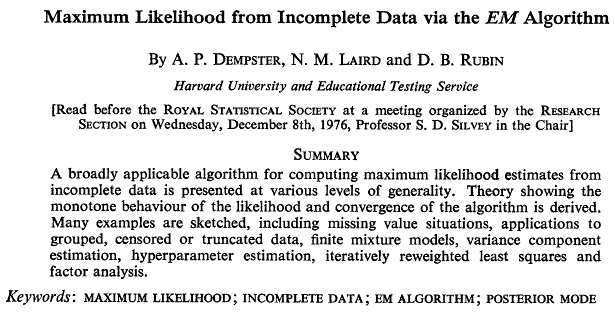 Maximum Likelihood from Incomplete Data via the EM Algorithm
By A. P. DEMPSTER, N. M. LAIRD and D. B. RUBIN
Harvard University and Educational Testing Service
[Read before the ROYAL STATISTICAL SOCIETY at a meeting organized by the RESEARCH
SECTION on Wednesday, December 8th, 1976, Professor S. D. SILVEY in the Chair]
SUMMARY
A broadly applicable algorithm for computing maximum likelihood estimates from
incomplete data is presented at various levels of generality. Theory showing the
monotone behaviour of the likelihood and convergence of the algorithm is derived.
Many examples are sketched, including missing value situations, applications to
grouped, censored or truncated data, finite mixture models, variance component
estimation, hyperparameter estimation, iteratively reweighted least squares and
factor analysis.
Keywords: MAXIMUM LIKELIHOOD; INCOMPLETE DATA; EM ALGORITHM; POSTERIOR MODE